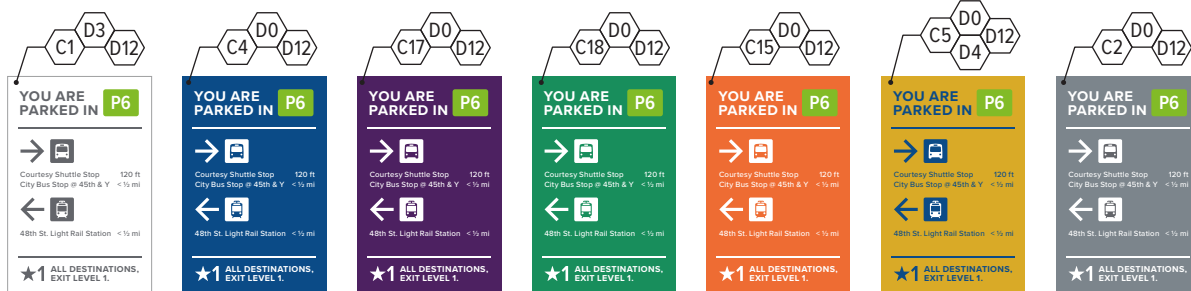 D3
C1 D12
YOU ARE
PARKED IN P6
Courtesy Shuttle Stop 120 ft
City Bus Stop @ 45th & Y < ½ mi
48th St. Light Rail Station < ½ mi
★1 ALL DESTINATIONS,
EXIT LEVEL 1.
D0
C4 D12
YOU ARE
PARKED IN P6
Courtesy Shuttle Stop 120 ft
City Bus Stop @ 45th & Y < ½ mi
48th St. Light Rail Station < ½ mi
★1 ALL DESTINATIONS,
EXIT LEVEL 1.
D0
C17 D12
YOU ARE
PARKED IN P6
Courtesy Shuttle Stop 120 ft
City Bus Stop @ 45th & Y < ½ mi
48th St. Light Rail Station < ½ mi
★1 ALL DESTINATIONS,
EXIT LEVEL 1.
D0
C18 D12
YOU ARE
PARKED IN P6
Courtesy Shuttle Stop 120 ft
City Bus Stop @ 45th & Y < ½ mi
48th St. Light Rail Station < ½ mi
★1 ALL DESTINATIONS,
EXIT LEVEL 1.
D0
C15 D12
YOU ARE
PARKED IN P6
Courtesy Shuttle Stop 120 ft
City Bus Stop @ 45th & Y < ½ mi
48th St. Light Rail Station < ½ mi
★1 ALL DESTINATIONS,
EXIT LEVEL 1.
D0
C5 D12
D4
YOU ARE
PARKED IN P6
Courtesy Shuttle Stop 120 ft
City Bus Stop @ 45th & Y < ½ mi
48th St. Light Rail Station < ½ mi
★1 ALL DESTINATIONS,
EXIT LEVEL 1.
D0
C2 D12
YOU ARE
PARKED IN P6
Courtesy Shuttle Stop 120 ft
City Bus Stop @ 45th & Y < ½ mi
48th St. Light Rail Station < ½ mi
★1 ALL DESTINATIONS,
EXIT LEVEL 1.